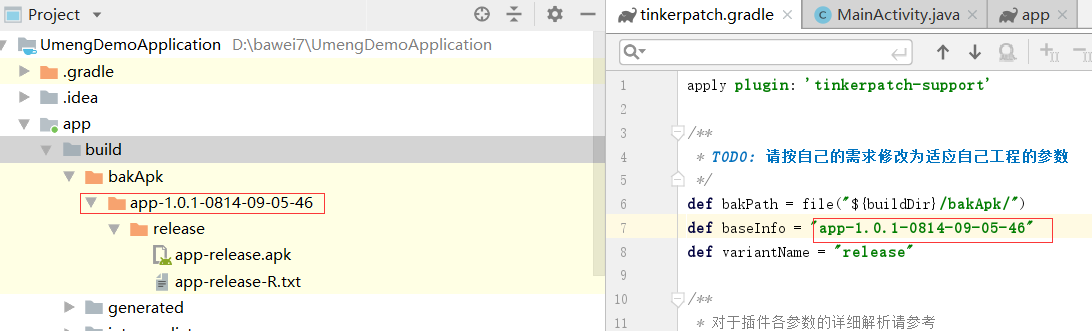 Project
UmengDemoApplication D:\bawei7\UmengDemoApplication
.gradle
.idea
app
build
bakApk
app-1.0.1-0814-09-05-46
release
app-release.apk
app-release-R.txt
generated
tinkerpatch.gradle
MainActivity.java
app
1 apply plugin: 'tinkerpatch-support'
2
3 /**
4 * TODO: 请按自己的需求修改为适应自己工程的参数
5 */
6 def bakPath = file("${buildDir}/bakApk/")
7 def baseInfo = "app-1.0.1-0814-09-05-46"
8 def variantName = "release"
9
10 /**
11 * 对于插件各参数的详细解析请参考